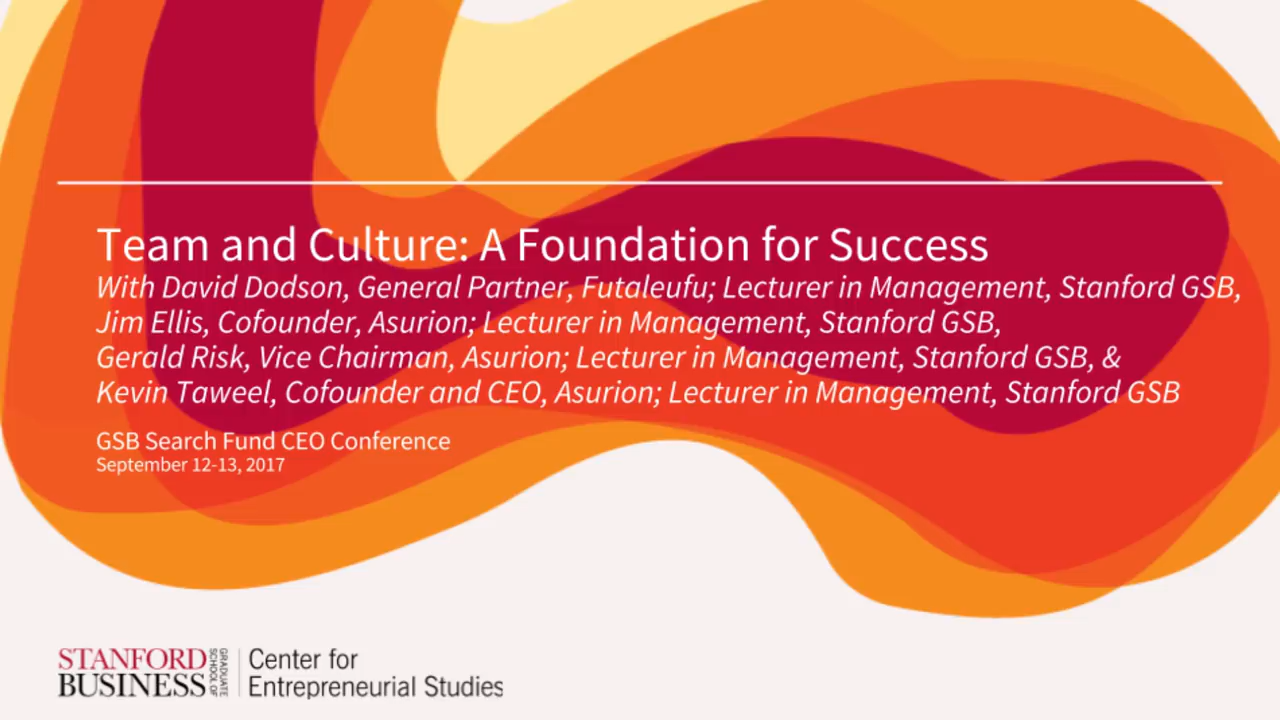 Team and Culture: A Foundation for Success
With David Dodson, General Partner, Futaleufu; Lecturer in Management, Stanford GSB,
Jim Ellis, Cofounder, Asurion; Lecturer in Management, Stanford GSB,
Gerald Risk, Vice Chairman, Asurion; Lecturer in Management, Stanford GSB, &
Kevin Taweel, Cofounder and CEO, Asurion; Lecturer in Management, Stanford GSB
GSB Search Fund CEO Conference
September 12-13, 2017
STANFORD
BUSINESS
GRADUATE
SCHOOL OF
Center for
Entrepreneurial Studies